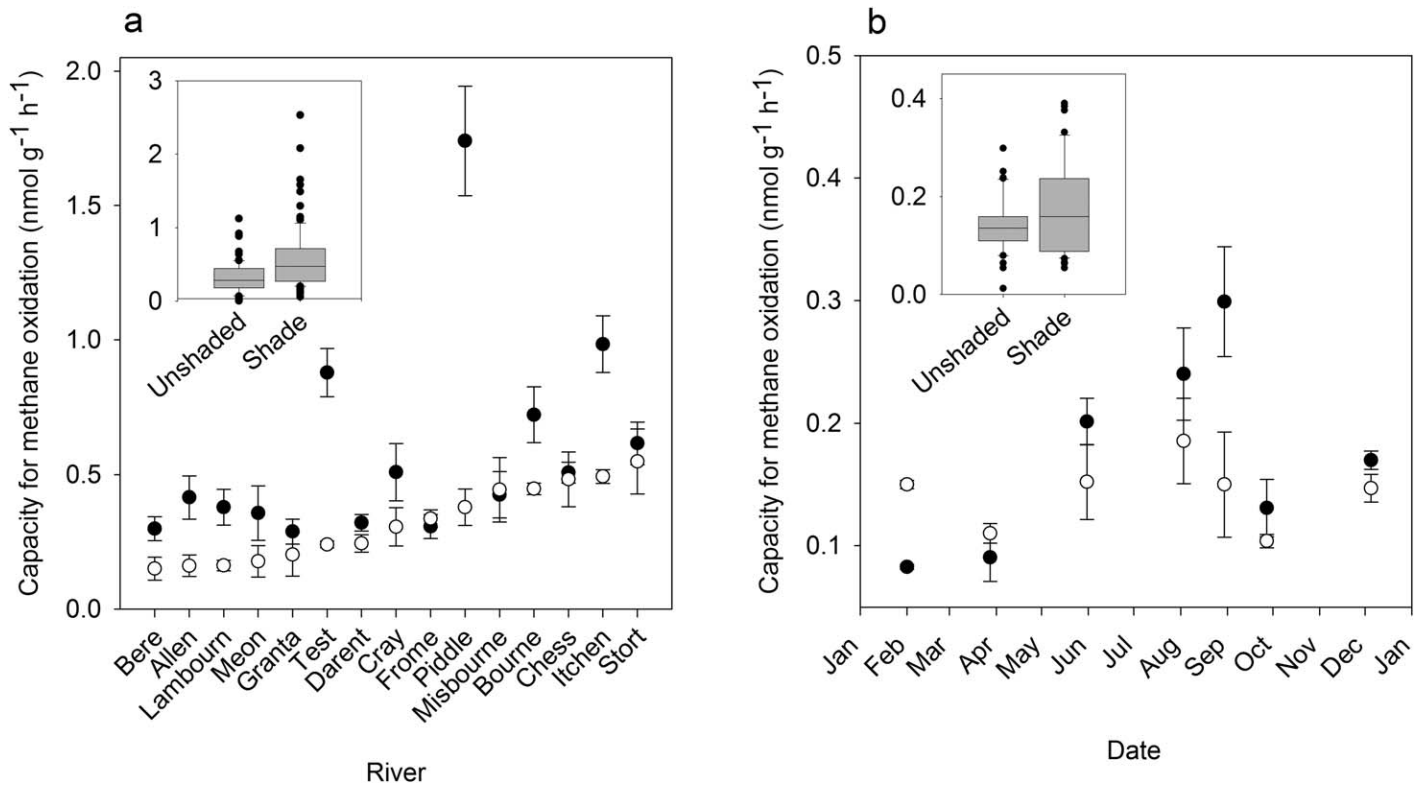 a
Capacity for methane oxidation (nmol g⁻¹ h⁻¹)
2.0
1.5
1.0
0.5
0.0
3
2
1
0
Unshaded
Shade
Bere
Allen
Lambourn
Meon
Granta
Test
Darent
Cray
Frome
Piddle
Misbourne
Bourne
Chess
Itchen
Stort
River
b
Capacity for methane oxidation (nmol g⁻¹ h⁻¹)
0.5
0.4
0.3
0.2
0.1
0.4
0.2
0.0
Unshaded
Shade
Jan
Feb
Mar
Apr
May
Jun
Jul
Aug
Sep
Oct
Nov
Dec
Jan
Date